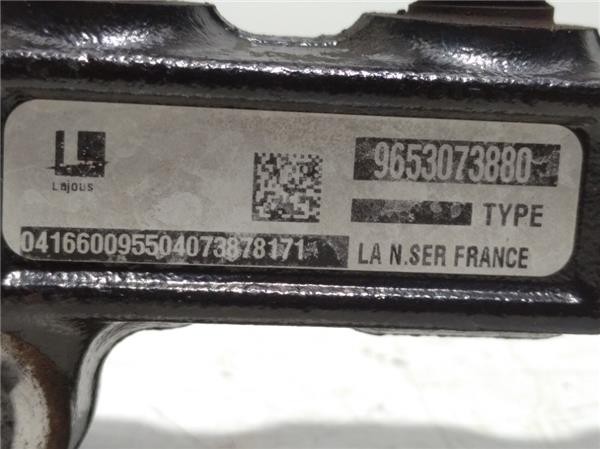 Lajous
9653073880
TYPE
041660095504073878171
LA N.SER FRANCE